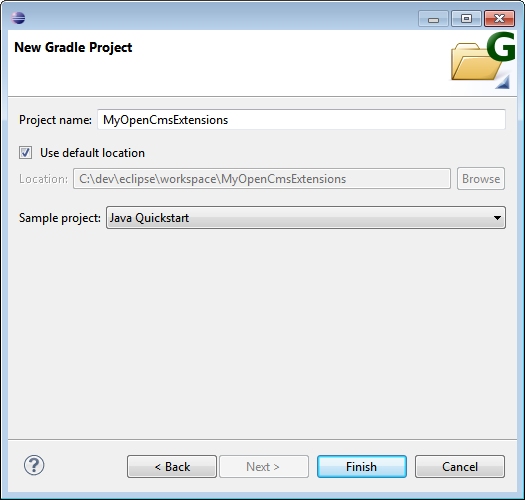 New Gradle Project
G
Project name: MyOpenCmsExtensions
Use default location
Location: C:\dev\eclipse\workspace\MyOpenCmsExtensions Browse
Sample project: Java Quickstart
? < Back Next > Finish Cancel